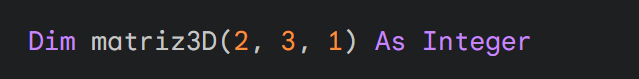 Dim matriz3D(2, 3, 1) As Integer